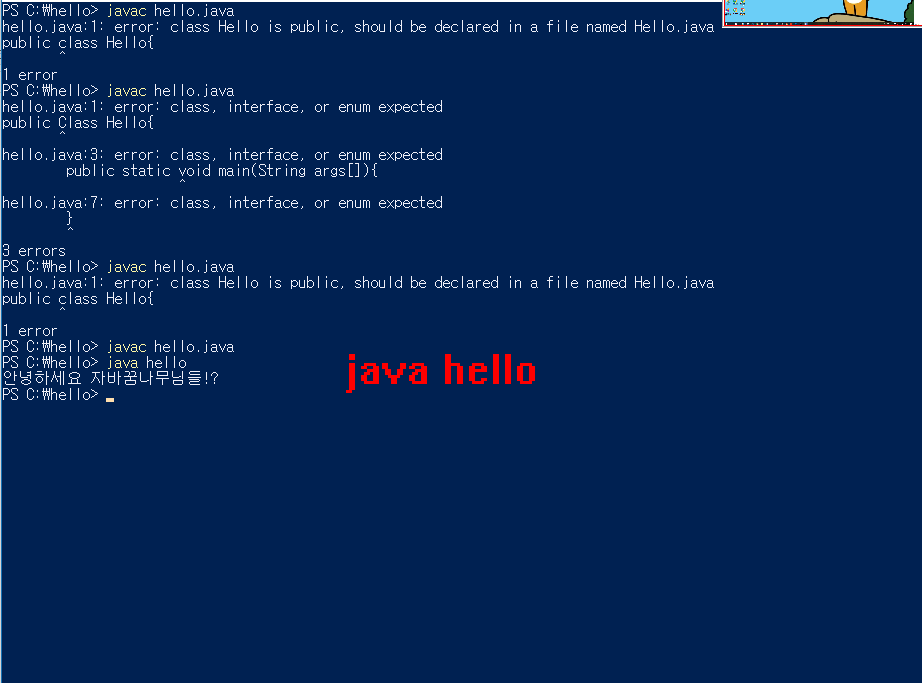 PS C:₩hello> javac hello.java
hello.java:1: error: class Hello is public, should be declared in a file named Hello.java
public class Hello{
       ^
1 error
PS C:₩hello> javac hello.java
hello.java:1: error: class, interface, or enum expected
public Class Hello{
       ^
hello.java:3: error: class, interface, or enum expected
        public static void main(String args[]){
                      ^
hello.java:7: error: class, interface, or enum expected
        }
        ^
3 errors
PS C:₩hello> javac hello.java
hello.java:1: error: class Hello is public, should be declared in a file named Hello.java
public class Hello{
       ^
1 error
PS C:₩hello> javac hello.java
PS C:₩hello> java hello
안녕하세요 자바꿈나무님들!?
PS C:₩hello>
java hello